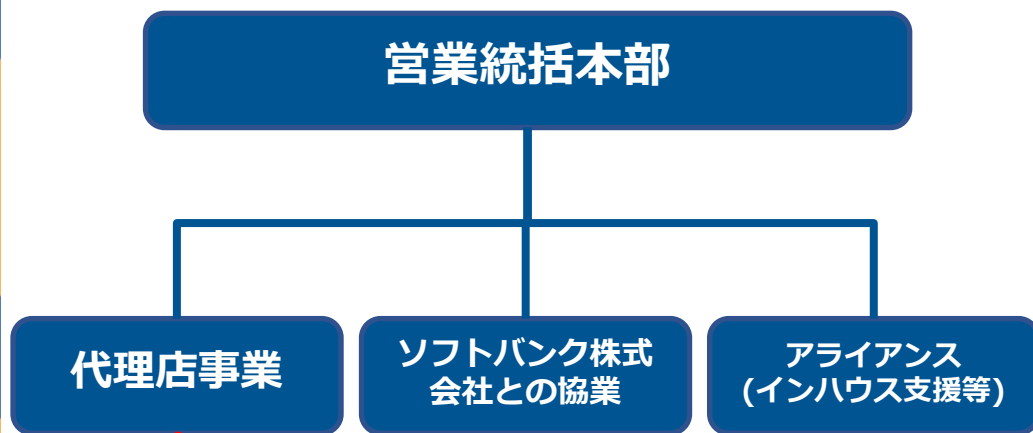 営業統括本部
代理店事業
ソフトバンク株式
会社との協業
アライアンス
(インハウス支援等)